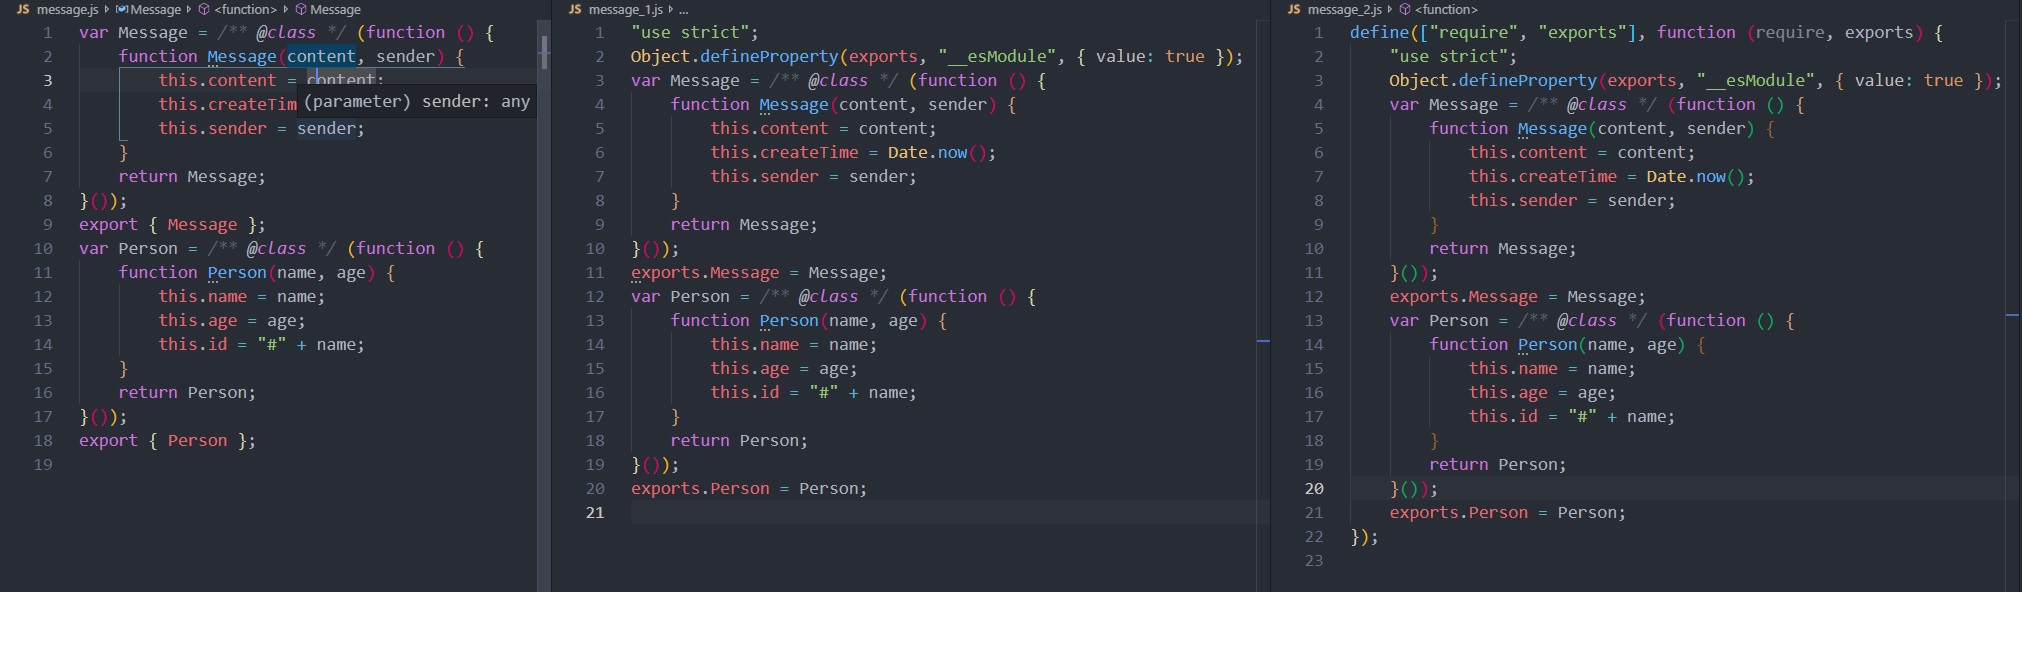 JS message.js Message <function> Message
1 var Message = /** @class */ (function () {
2 function Message(content, sender) {
3 this.content = content;
4 this.createTim
(parameter) sender: any
5 this.sender = sender;
6 }
7 return Message;
8 }());
9 export { Message };
10 var Person = /** @class */ (function () {
11 function Person(name, age) {
12 this.name = name;
13 this.age = age;
14 this.id = "#" + name;
15 }
16 return Person;
17 }());
18 export { Person };
19
JS message_1.js ...
1 "use strict";
2 Object.defineProperty(exports, "__esModule", { value: true });
3 var Message = /** @class */ (function () {
4 function Message(content, sender) {
5 this.content = content;
6 this.createTime = Date.now();
7 this.sender = sender;
8 }
9 return Message;
10 }());
11 exports.Message = Message;
12 var Person = /** @class */ (function () {
13 function Person(name, age) {
14 this.name = name;
15 this.age = age;
16 this.id = "#" + name;
17 }
18 return Person;
19 }());
20 exports.Person = Person;
21
JS message_2.js <function>
1 define(["require", "exports"], function (require, exports) {
2 "use strict";
3 Object.defineProperty(exports, "__esModule", { value: true });
4 var Message = /** @class */ (function () {
5 function Message(content, sender) {
6 this.content = content;
7 this.createTime = Date.now();
8 this.sender = sender;
9 }
10 return Message;
11 }());
12 exports.Message = Message;
13 var Person = /** @class */ (function () {
14 function Person(name, age) {
15 this.name = name;
16 this.age = age;
17 this.id = "#" + name;
18 }
19 return Person;
20 }());
21 exports.Person = Person;
22 });
23